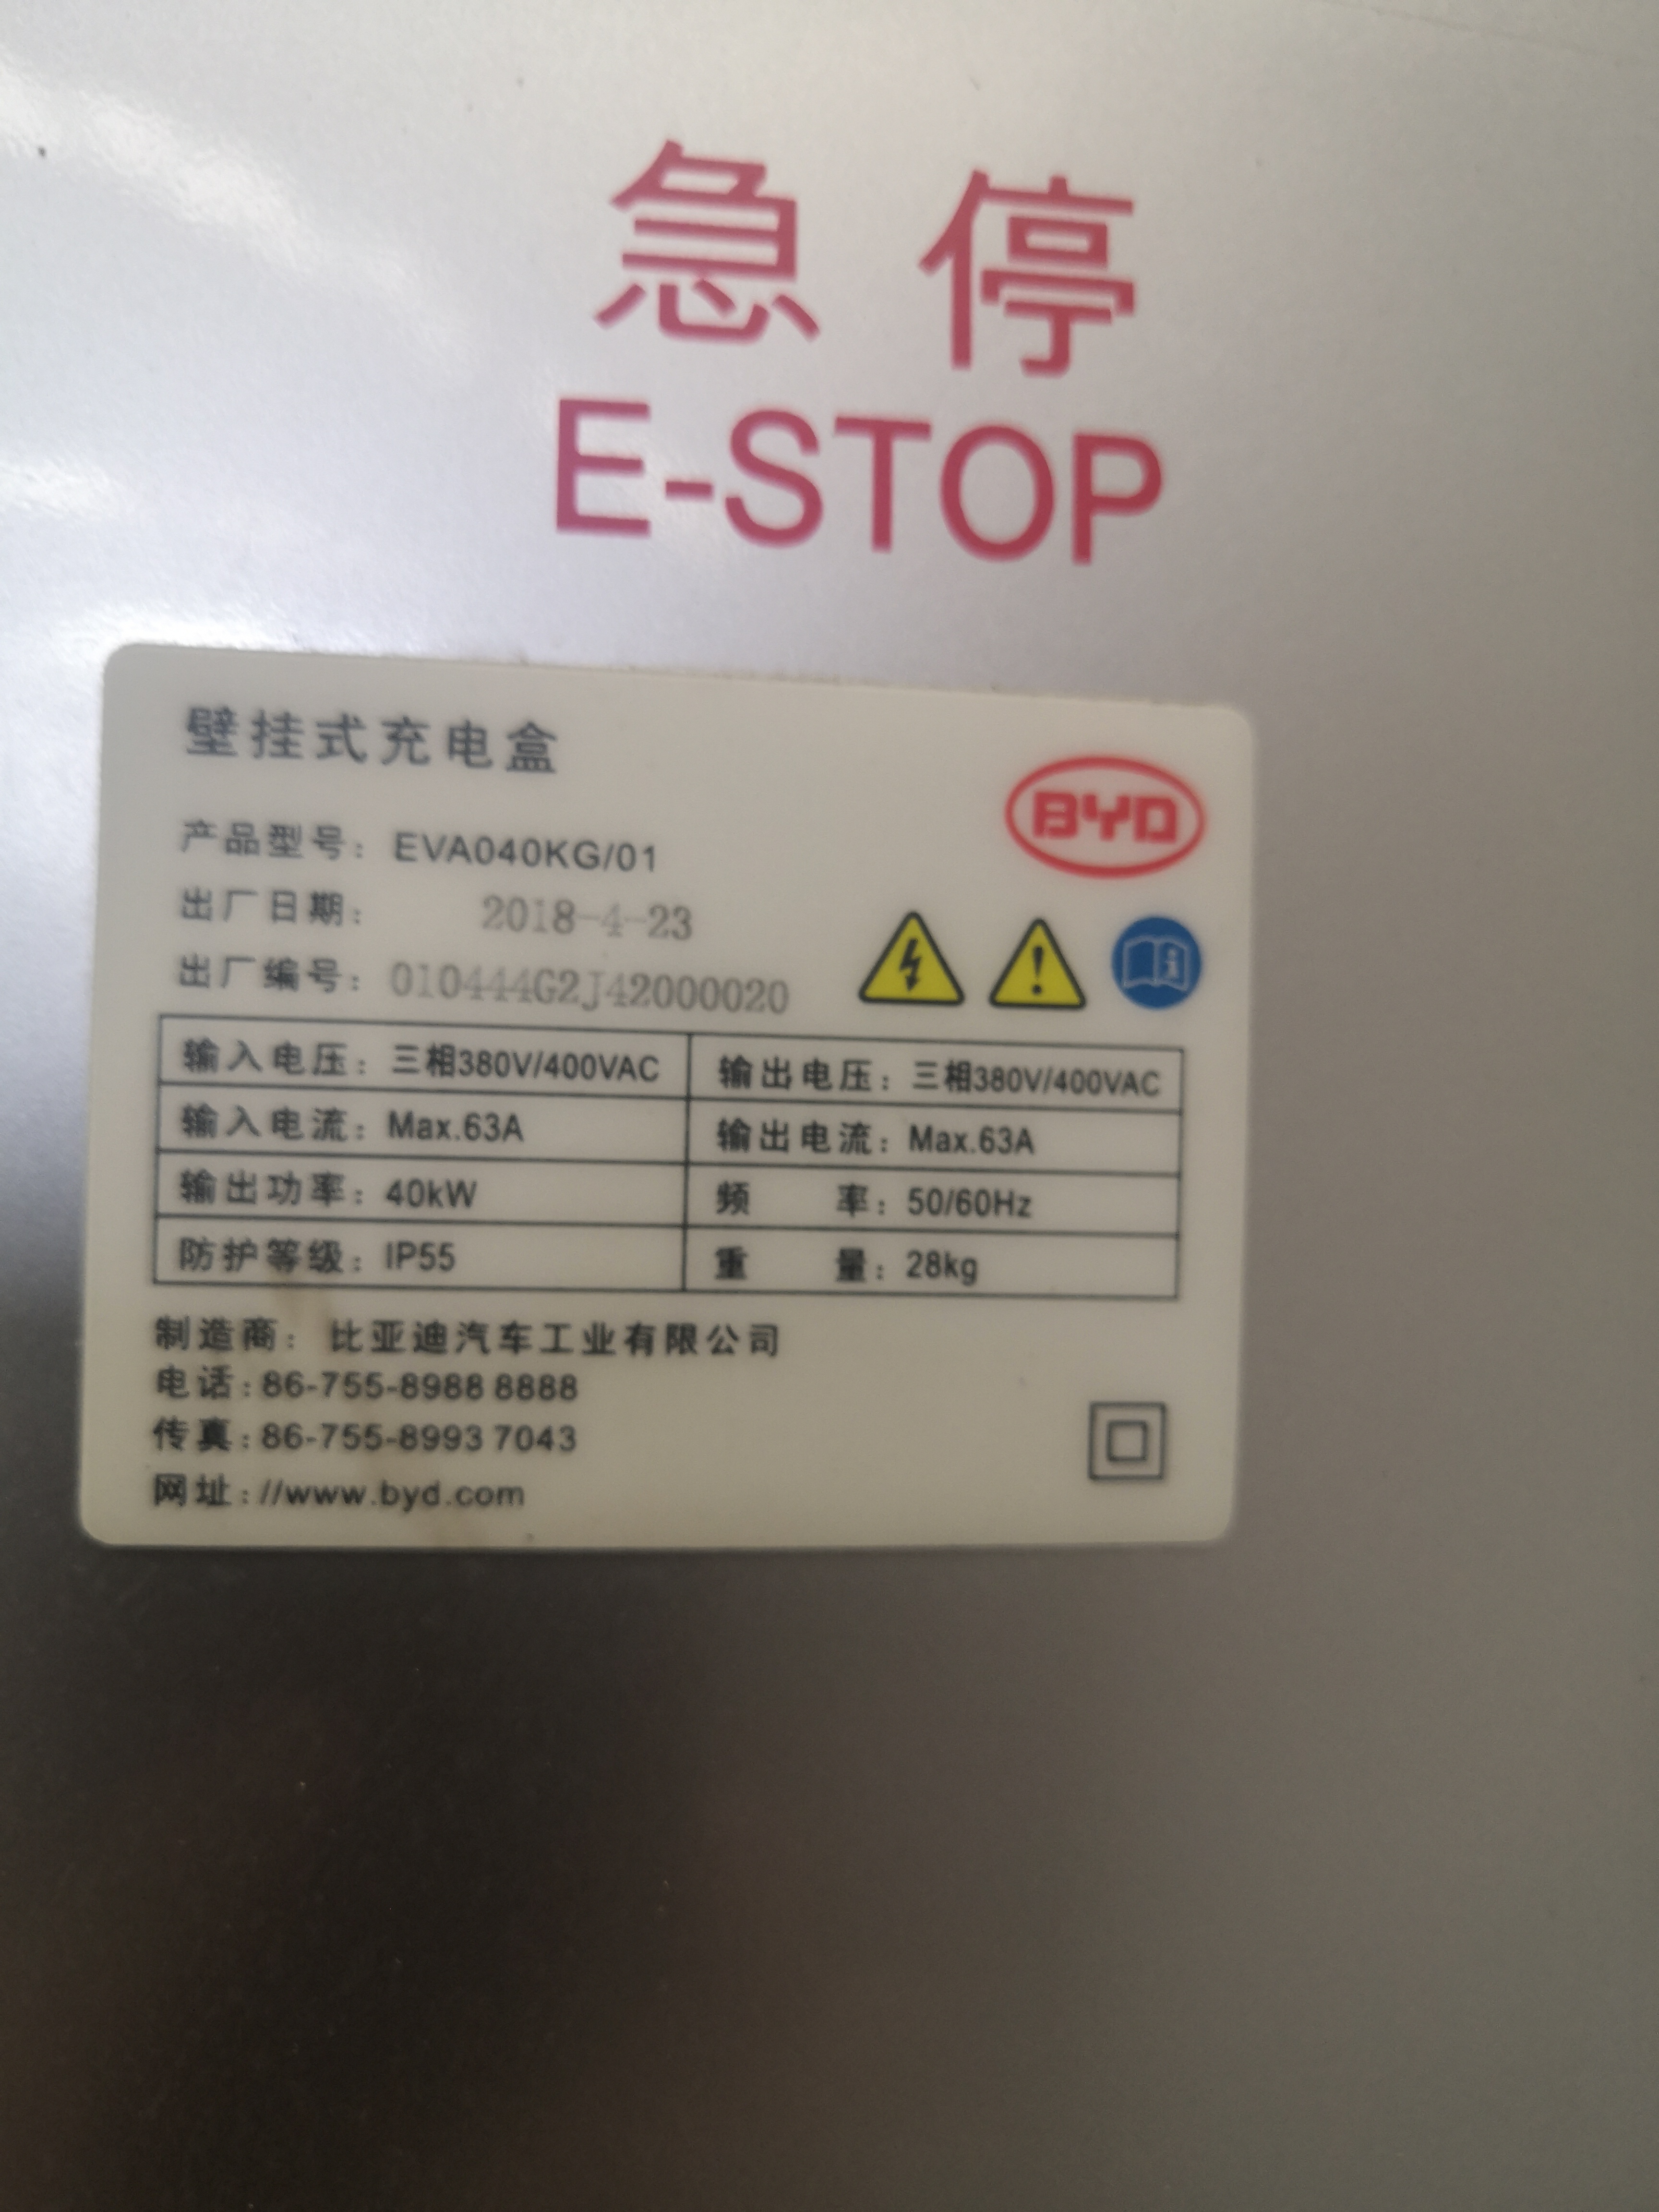 急停
E-STOP
壁挂式充电盒
BYD
产品型号：EVA040KG/01
出厂日期：2018-4-23
出厂编号：010444G2J42000020
输入电压：三相380V/400VAC 输出电压：三相380V/400VAC
输入电流：Max.63A 输出电流：Max.63A
输出功率：40kW 频率：50/60Hz
防护等级：IP55 重量：28kg
制造商：比亚迪汽车工业有限公司
电话：86-755-8988 8888
传真：86-755-8993 7043
网址：//www.byd.com